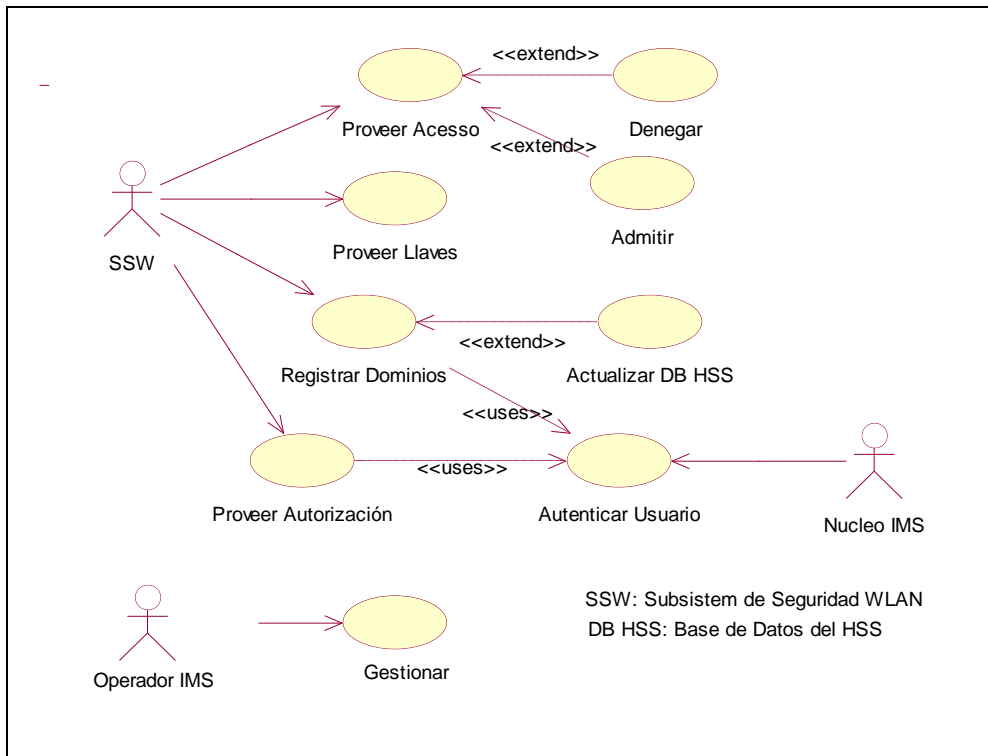 <<extend>>
Proveer Acesso
Denegar
<<extend>>
Admitir
SSW
Proveer Llaves
<<extend>>
Registrar Dominios
Actualizar DB HSS
<<uses>>
<<uses>>
Proveer Autorización
Autenticar Usuario
Nucleo IMS
SSW: Subsistem de Seguridad WLAN
DB HSS: Base de Datos del HSS
Operador IMS
Gestionar